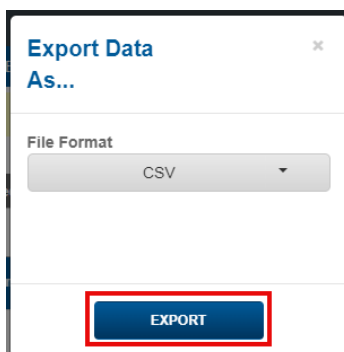 Export Data
As...
×
File Format
CSV
EXPORT